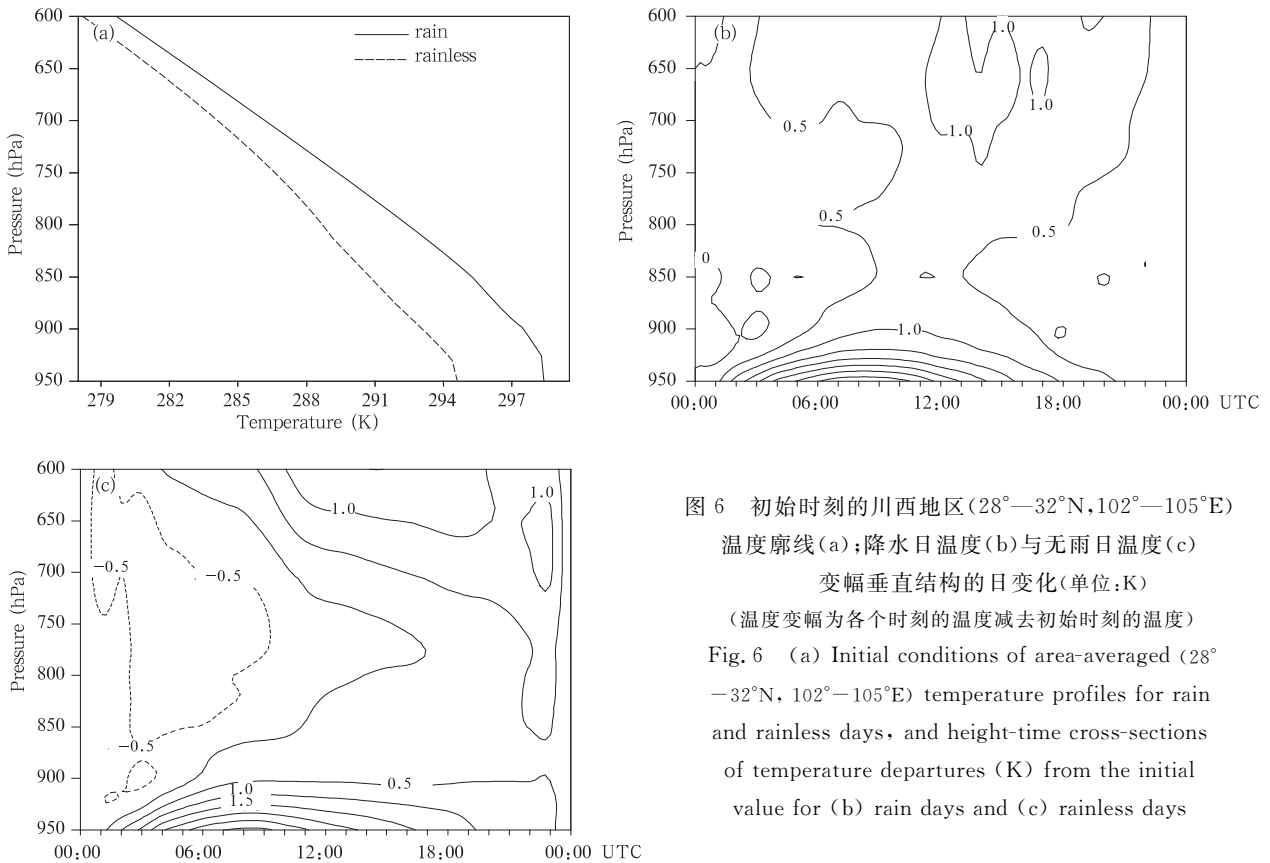 (a)
rain
rainless
600
650
700
750
800
850
900
950
Pressure (hPa)
279 282 285 288 291 294 297
Temperature (K)
(b)
1.0
1.0
1.0
0.5
0.5
0.5
0
1.0
600
650
700
750
800
850
900
950
Pressure (hPa)
00:00 06:00 12:00 18:00 00:00 UTC
(c)
1.0
1.0
−0.5
−0.5
−0.5
0.5
1.0
1.5
600
650
700
750
800
850
900
950
Pressure (hPa)
00:00 06:00 12:00 18:00 00:00 UTC
图 6 初始时刻的川西地区(28°—32°N,102°—105°E)
温度廓线(a);降水日温度(b)与无雨日温度(c)
变幅垂直结构的日变化(单位:K)
(温度变幅为各个时刻的温度减去初始时刻的温度)
Fig. 6 (a) Initial conditions of area-averaged (28°
−32°N, 102°−105°E) temperature profiles for rain
and rainless days, and height-time cross-sections
of temperature departures (K) from the initial
value for (b) rain days and (c) rainless days